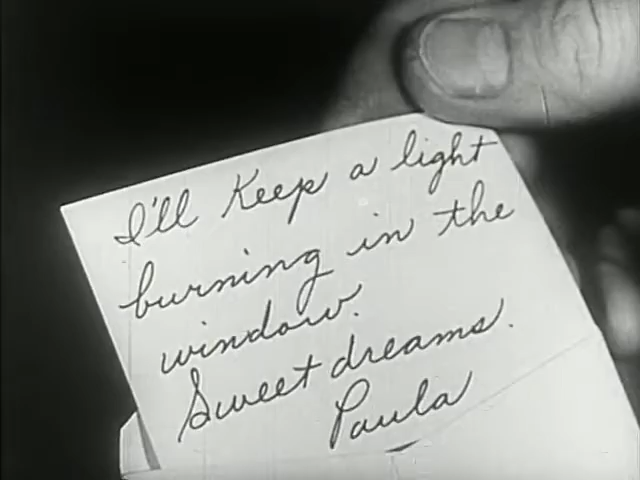 I'll Keep a light
burning in the
window.
Sweet dreams.
Paula